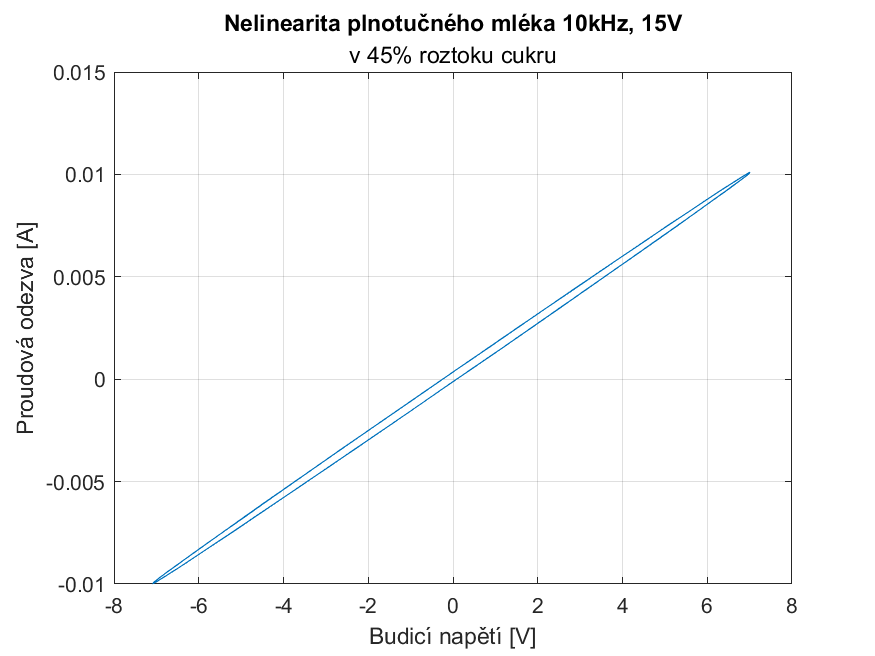 Nelinearita plnotučného mléka 10kHz, 15V
v 45% roztoku cukru
0.015
0.01
0.005
0
-0.005
-0.01
Proudová odezva [A]
-8 -6 -4 -2 0 2 4 6 8
Budicí napětí [V]